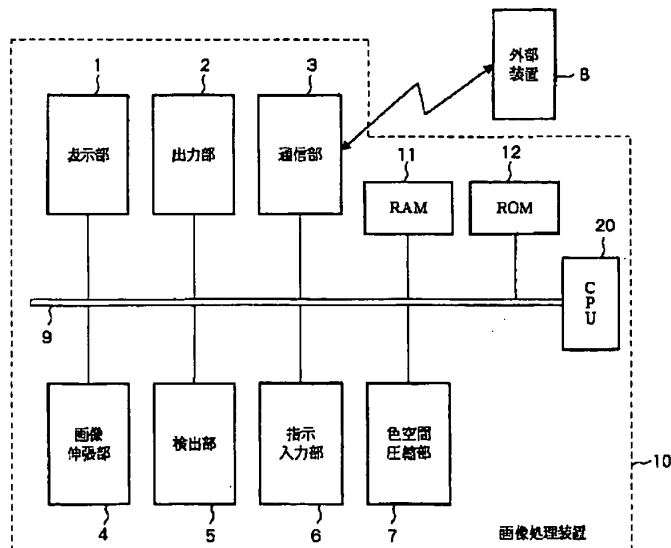 1
2
3
外部
装置
8
表示部
出力部
通信部
11
12
RAM
ROM
20
CPU
9
画像
伸張部
検出部
指示
入力部
色空間
圧縮部
10
4
5
6
7
画像処理装置